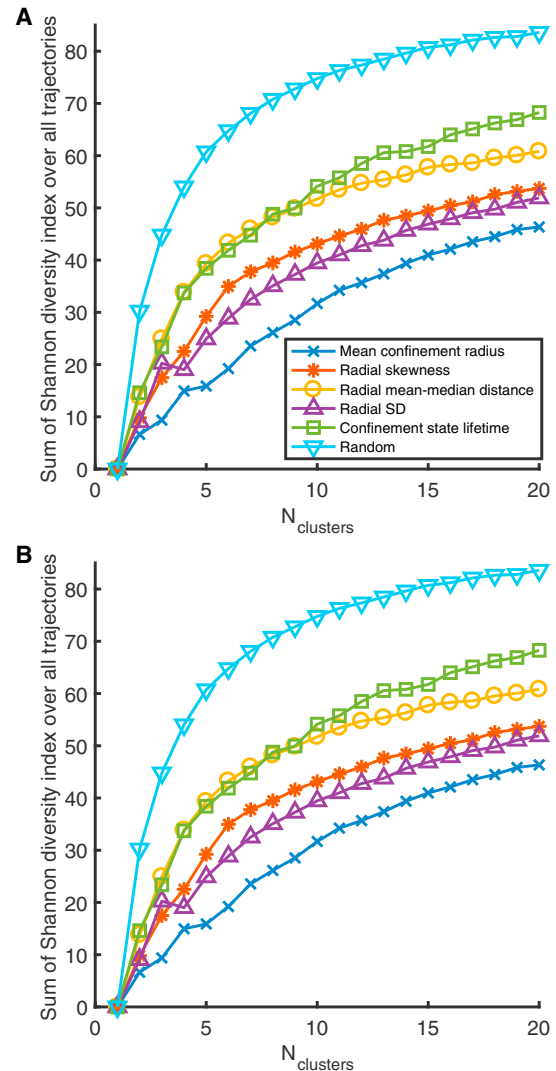 A
Sum of Shannon diversity index over all trajectories
80
70
60
50
40
30
20
10
0
Mean confinement radius
Radial skewness
Radial mean-median distance
Radial SD
Confinement state lifetime
Random
0 5 10 15 20
N_clusters
B
Sum of Shannon diversity index over all trajectories
80
70
60
50
40
30
20
10
0
0 5 10 15 20
N_clusters